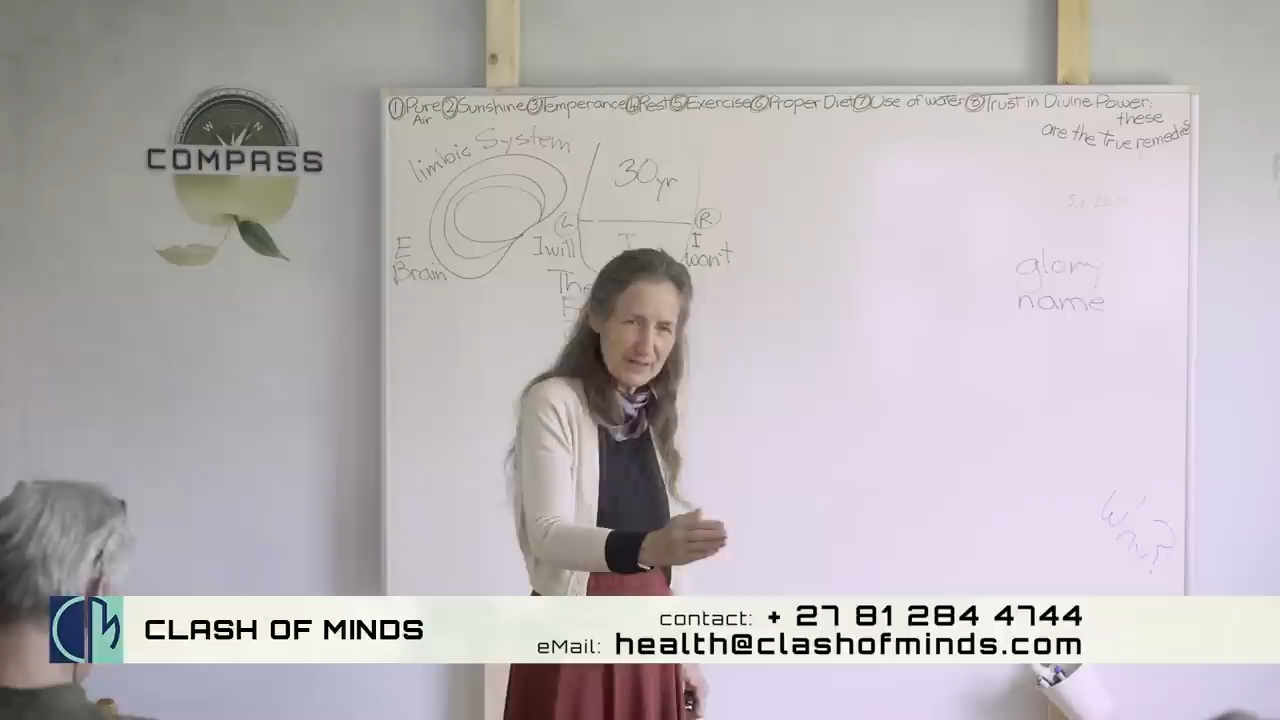 ①Pure ②Sunshine ③Temperance ④Rest ⑤Exercise ⑥Proper Diet ⑦Use of water ⑧Trust in Divine Power:
Air
these
are the True remedies
limbic System
30yr
L
R
E
Brain
I will
I
won't
The
glory
name
W N
COMPASS
CLASH OF MINDS
contact: + 27 81 284 4744
eMail: health@clashofminds.com